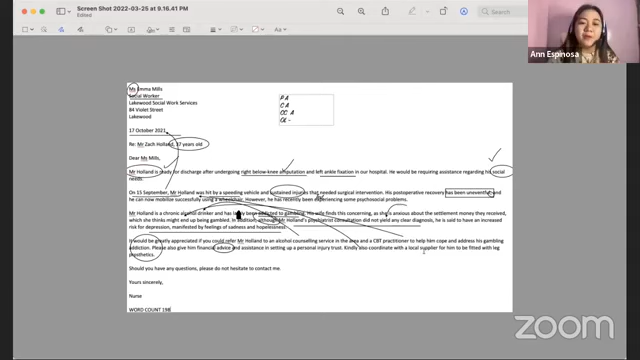 Screen Shot 2022-03-25 at 9.16.41 PM
Edited
Ann Espinosa
Ms Emma Mills
Social Worker
Lakewood Social Work Services
84 Violet Street
Lakewood
P A
C A
CC A
OL -
17 October 2021
Re: Mr Zach Holland, 37 years old
Dear Ms Mills,
Mr Holland is ready for discharge after undergoing right below-knee amputation and left ankle fixation in our hospital. He would be requiring assistance regarding his social
needs.
On 15 September, Mr Holland was hit by a speeding vehicle and sustained injuries that needed surgical intervention. His postoperative recovery has been uneventful and
he can now mobilize successfully using a wheelchair. However, he has recently been experiencing some psychosocial problems.
Mr Holland is a chronic alcohol drinker and has been addicted to gambling. His wife finds this concerning, as she is anxious about the settlement money they received,
which she thinks might end up being gambled. In addition, although Mr Holland's psychiatrist consultation did not yield any clear diagnosis, he is said to have an increased
risk for depression, manifested by feelings of sadness and hopelessness.
It would be greatly appreciated if you could refer Mr Holland to an alcohol counselling service in the area and a CBT practitioner to help him cope and address his gambling
addiction. Please also give him financial advice and assistance in setting up a personal injury trust. Kindly also coordinate with a local supplier for him to be fitted with leg
prosthetics.
Should you have any questions, please do not hesitate to contact me.
Yours sincerely,
Nurse
WORD COUNT 198
zoom